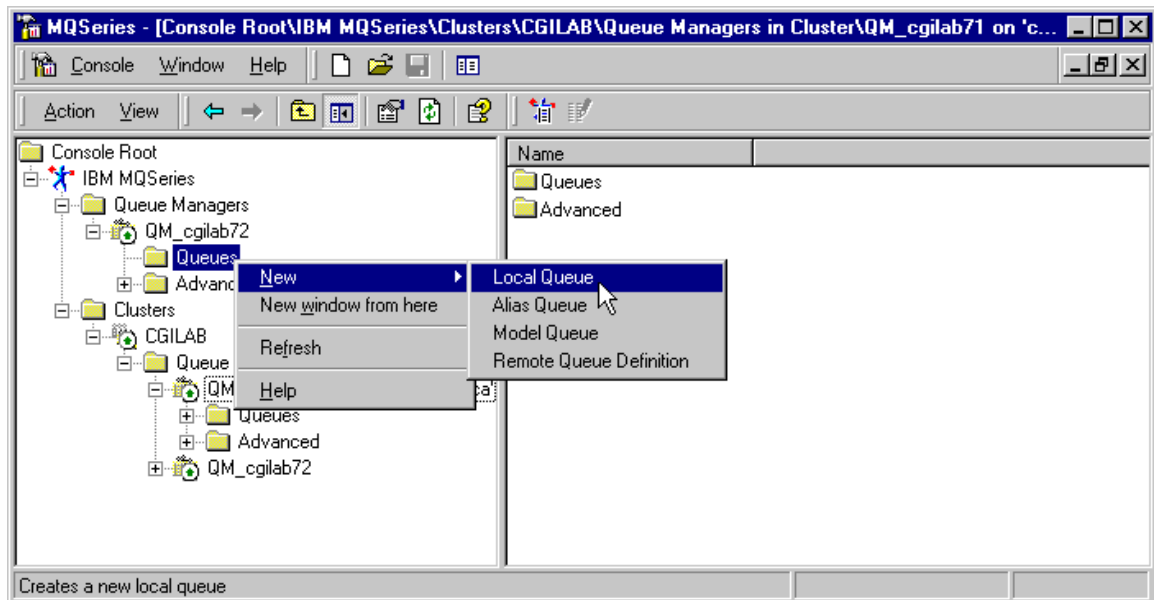 MQSeries - [Console Root\IBM MQSeries\Clusters\CGILAB\Queue Managers in Cluster\QM_cgilab71 on 'c...
Console Window Help
Action View
Console Root
IBM MQSeries
Queue Managers
QM_cgilab72
Queues
Advanc
Clusters
CGILAB
Queue
QM ca'
Queues
Advanced
QM_cgilab72
Name
Queues
Advanced
New
New window from here
Refresh
Help
Local Queue
Alias Queue
Model Queue
Remote Queue Definition
Creates a new local queue